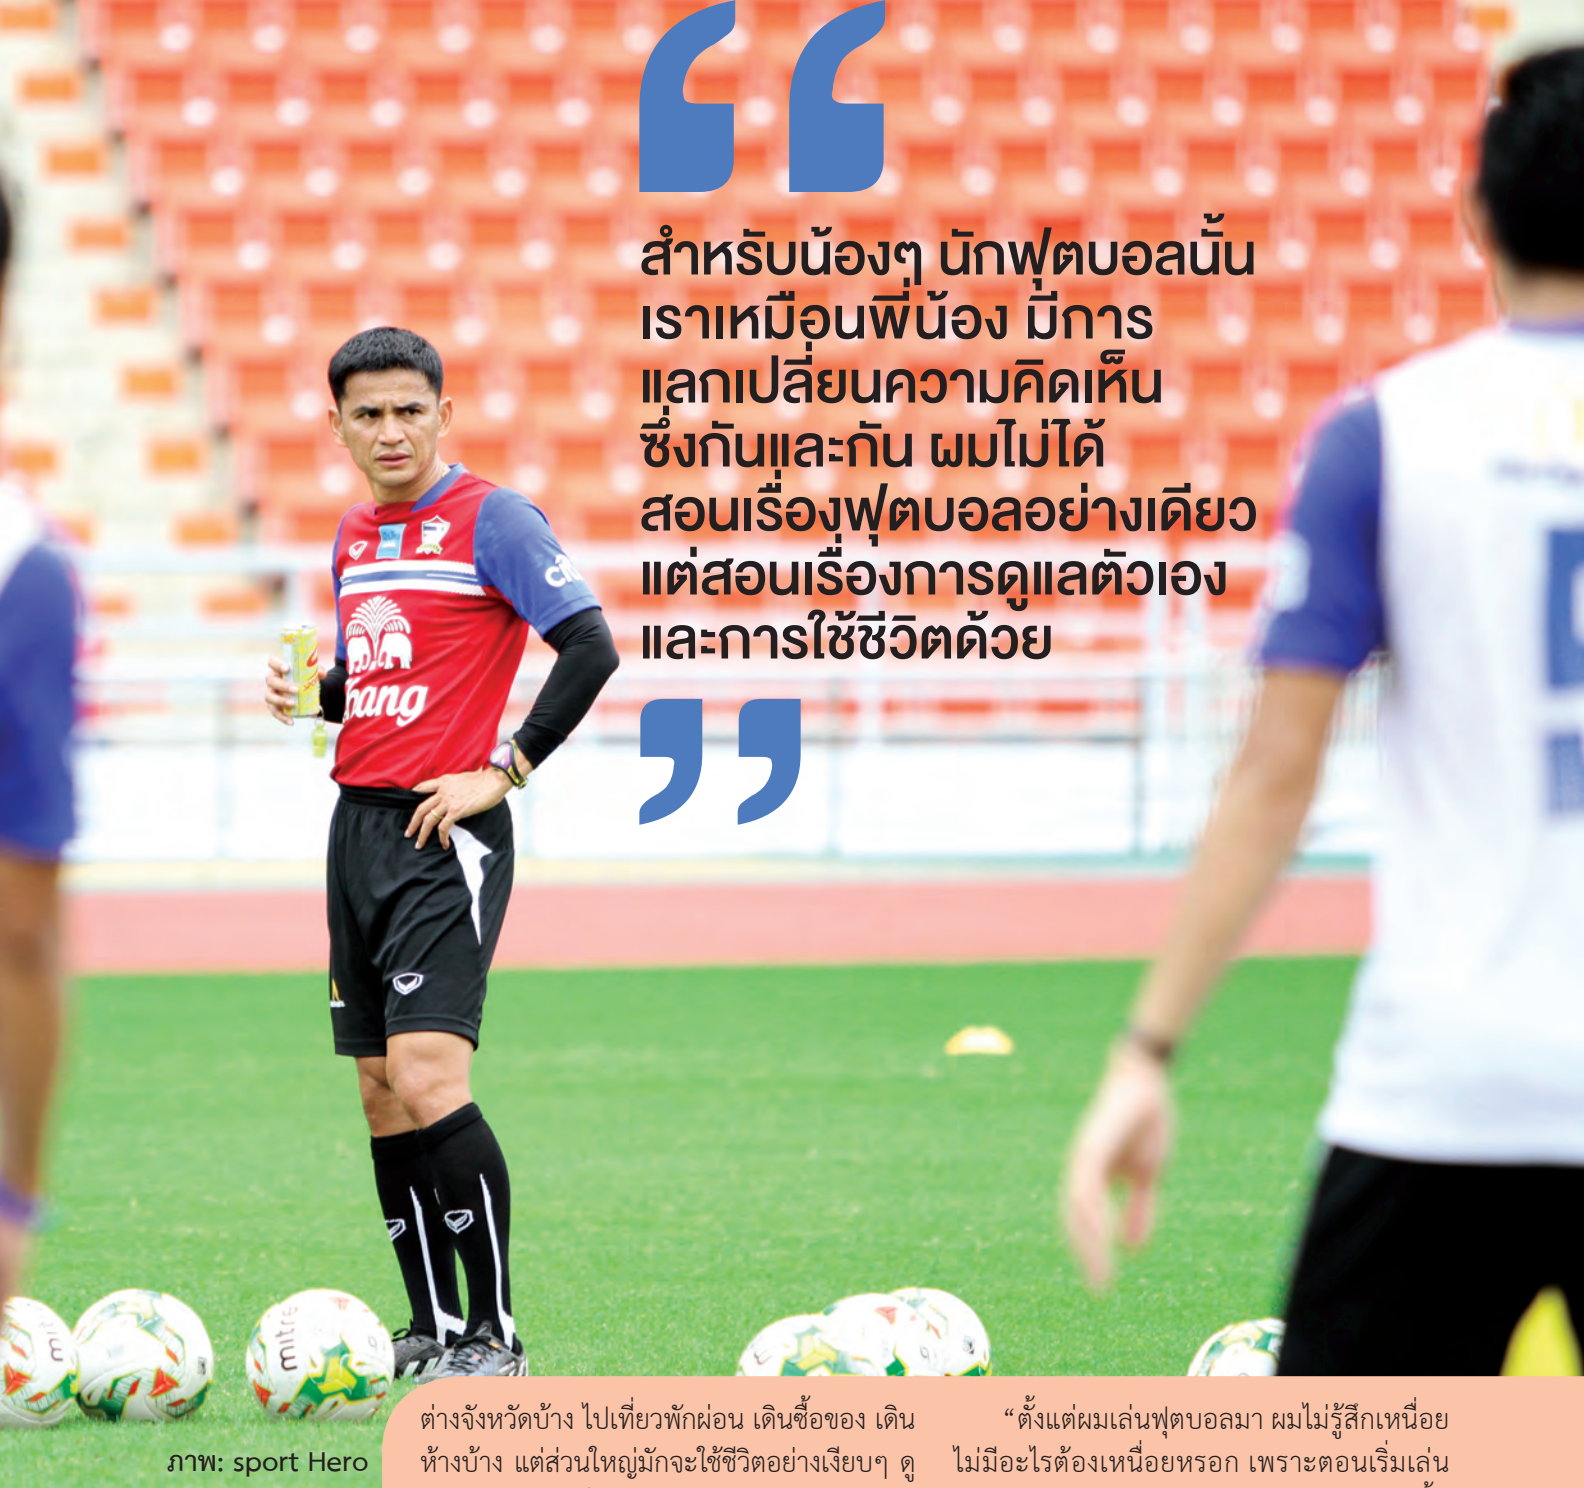 สำหรับน้องๆ นักฟุตบอลนั้น
เราเหมือนพี่น้อง มีการ
แลกเปลี่ยนความคิดเห็น
ซึ่งกันและกัน ผมไม่ได้
สอนเรื่องฟุตบอลอย่างเดียว
แต่สอนเรื่องการดูแลตัวเอง
และการใช้ชีวิตด้วย
mitre
ภาพ: sport Hero
ต่างจังหวัดบ้าง ไปเที่ยวพักผ่อน เดินซื้อของ เดิน
ห้างบ้าง แต่ส่วนใหญ่มักจะใช้ชีวิตอย่างเงียบๆ ดู
“ตั้งแต่ผมเล่นฟุตบอลมา ผมไม่รู้สึกเหนื่อย
ไม่มีอะไรต้องเหนื่อยหรอก เพราะตอนเริ่มเล่น